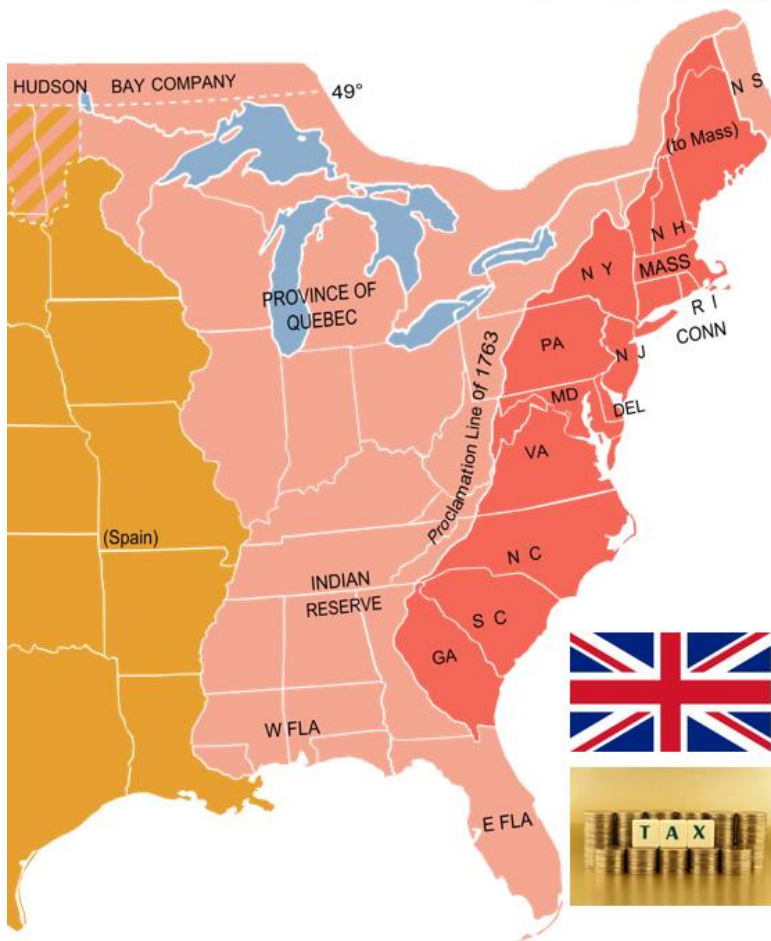 HUDSON BAY COMPANY
49°
N S
(to Mass)
N H
N Y
MASS
R I
CONN
PROVINCE OF
QUEBEC
PA
N J
Proclamation Line of 1763
MD
DEL
VA
(Spain)
N C
INDIAN
RESERVE
S C
GA
W FLA
E FLA
TAX